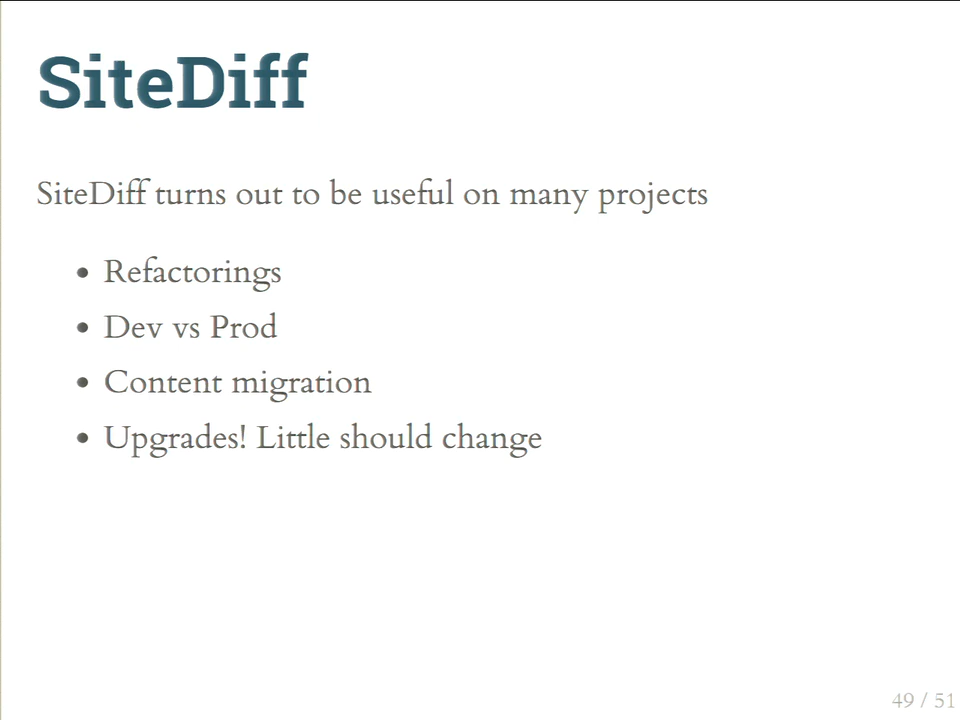 SiteDiff
SiteDiff turns out to be useful on many projects
• Refactorings
• Dev vs Prod
• Content migration
• Upgrades! Little should change
49 / 51